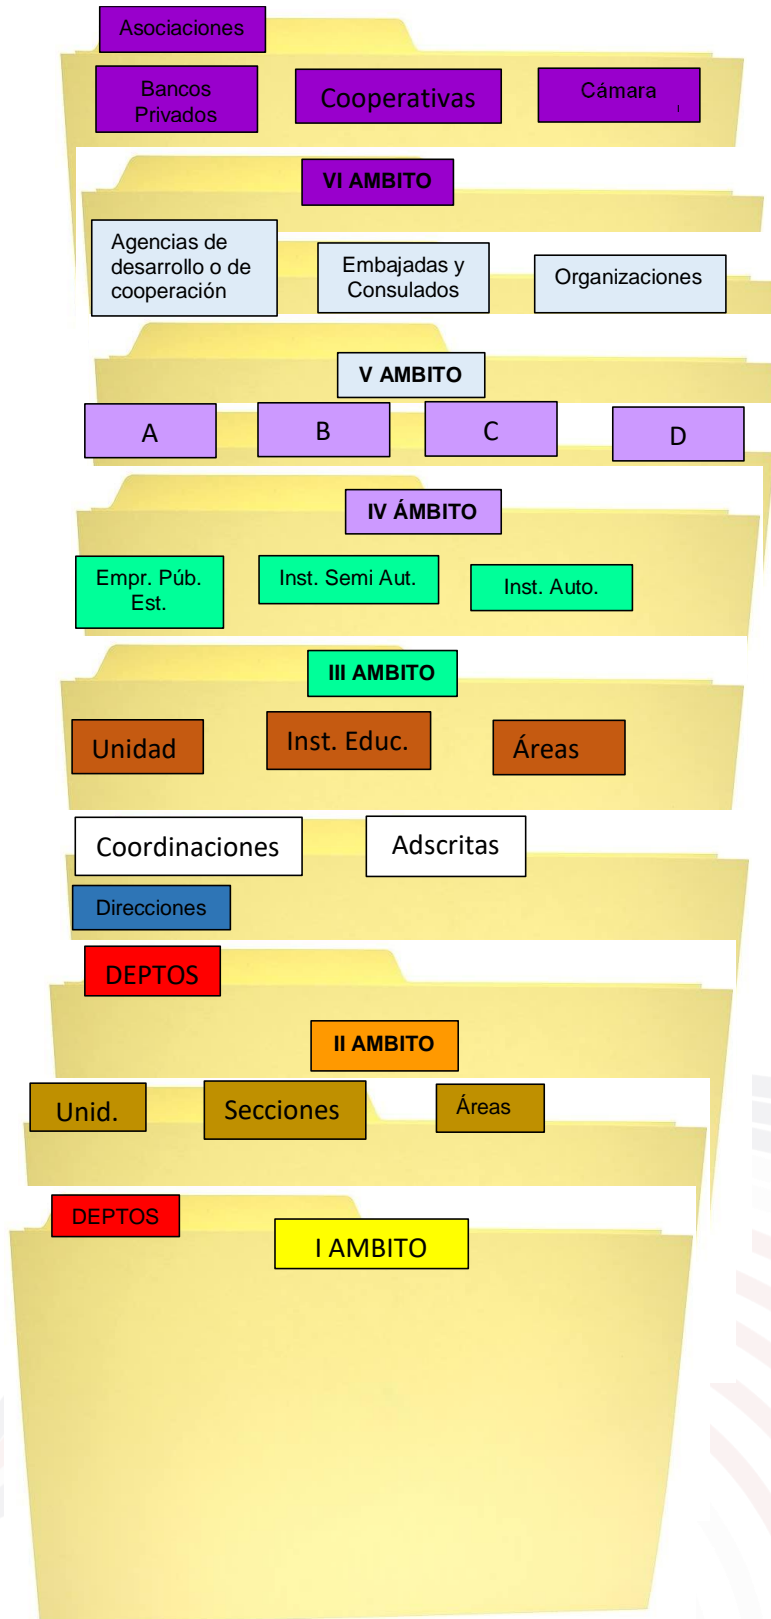 Asociaciones
Bancos
Privados
Cooperativas
Cámara
VI AMBITO
Agencias de
desarrollo o de
cooperación
Embajadas y
Consulados
Organizaciones
V AMBITO
A
B
C
D
IV ÁMBITO
Empr. Púb.
Est.
Inst. Semi Aut.
Inst. Auto.
III AMBITO
Unidad
Inst. Educ.
Áreas
Coordinaciones
Adscritas
Direcciones
DEPTOS
II AMBITO
Unid.
Secciones
Áreas
DEPTOS
I AMBITO